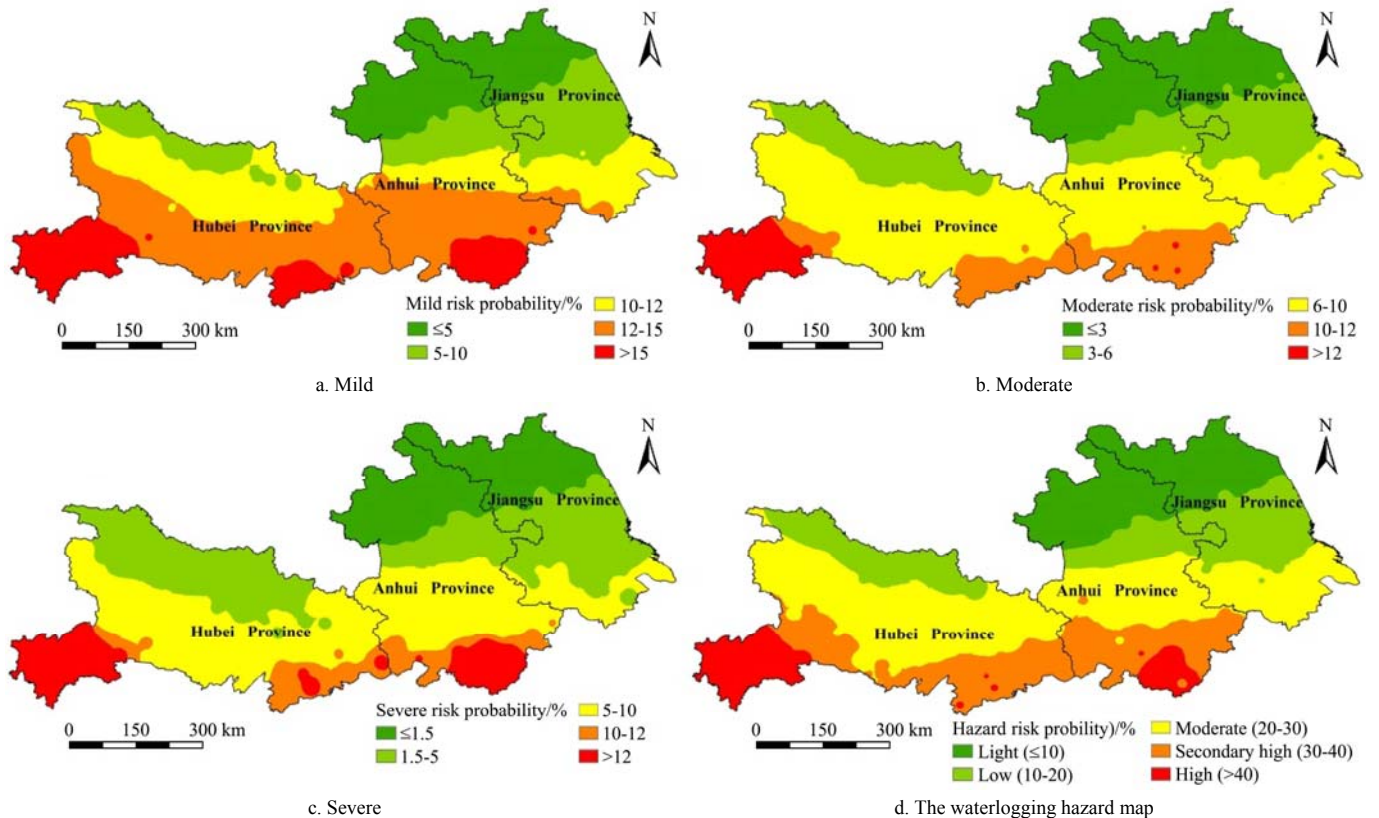 N
Jiangsu Province
Anhui Province
Hubei Province
Mild risk probability/%
≤5
5-10
10-12
12-15
>15
0 150 300 km
a. Mild
N
Jiangsu Province
Anhui Province
Hubei Province
Moderate risk probability/%
≤3
3-6
6-10
10-12
>12
0 150 300 km
b. Moderate
N
Jiangsu Province
Anhui Province
Hubei Province
Severe risk probability/%
≤1.5
1.5-5
5-10
10-12
>12
0 150 300 km
c. Severe
N
Jiangsu Province
Anhui Province
Hubei Province
Hazard risk probility)/%
Light (≤10)
Low (10-20)
Moderate (20-30)
Secondary high (30-40)
High (>40)
0 150 300 km
d. The waterlogging hazard map